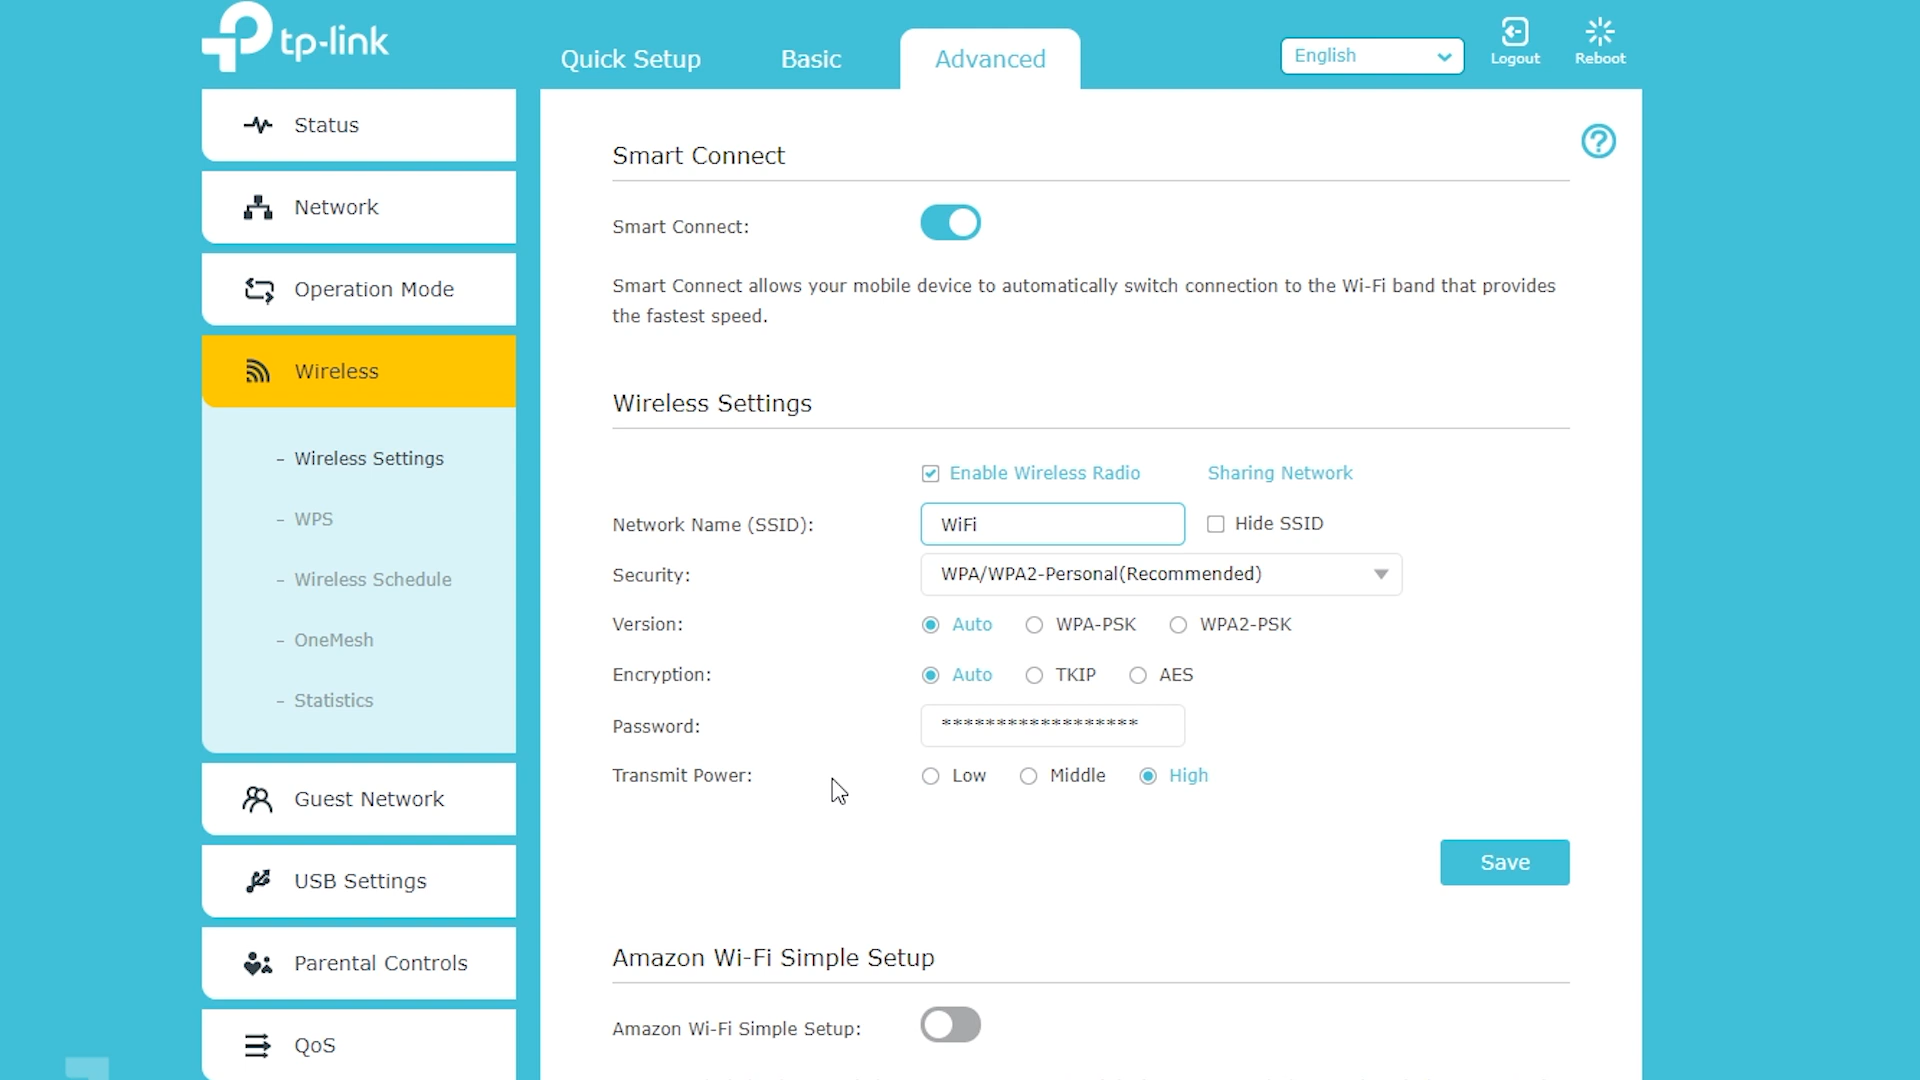 tp-link
Quick Setup
Basic
Advanced
English
Logout
Reboot
Status
Network
Operation Mode
Wireless
- Wireless Settings
- WPS
- Wireless Schedule
- OneMesh
- Statistics
Guest Network
USB Settings
Parental Controls
QoS
Smart Connect
Smart Connect:
Smart Connect allows your mobile device to automatically switch connection to the Wi-Fi band that provides
the fastest speed.
Wireless Settings
Enable Wireless Radio Sharing Network
Network Name (SSID): WiFi Hide SSID
Security: WPA/WPA2-Personal(Recommended)
Version: Auto WPA-PSK WPA2-PSK
Encryption: Auto TKIP AES
Password: ******************
Transmit Power: Low Middle High
Save
Amazon Wi-Fi Simple Setup
Amazon Wi-Fi Simple Setup: